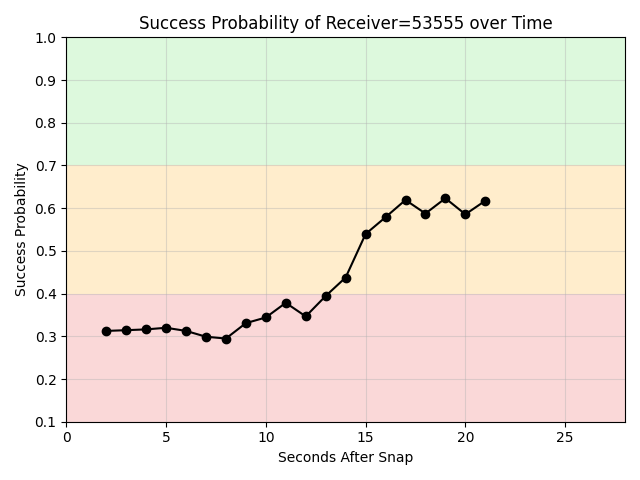 Success Probability of Receiver=53555 over Time
1.0
0.9
0.8
0.7
0.6
0.5
0.4
0.3
0.2
0.1
Success Probability
0 5 10 15 20 25
Seconds After Snap